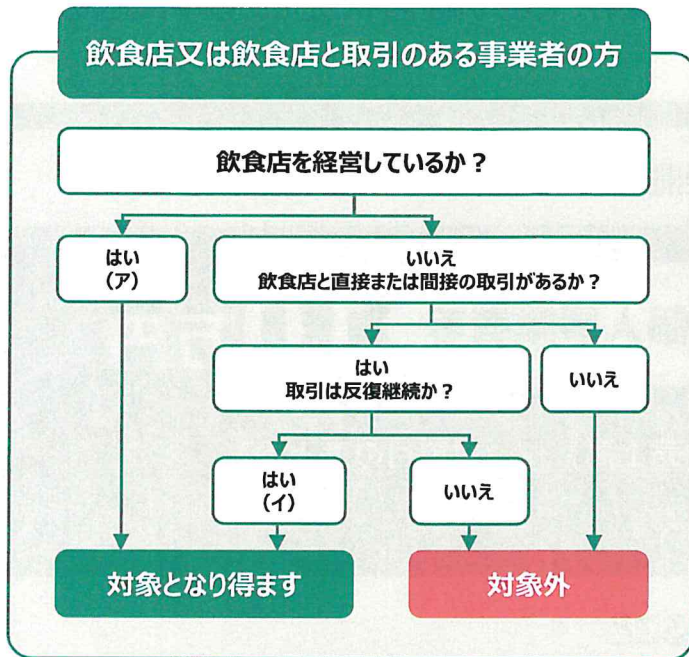 飲食店又は飲食店と取引のある事業者の方
飲食店を経営しているか？
はい
（ア）
いいえ
飲食店と直接または間接の取引があるか？
はい
取引は反復継続か？
いいえ
はい
（イ）
いいえ
対象となり得ます
対象外